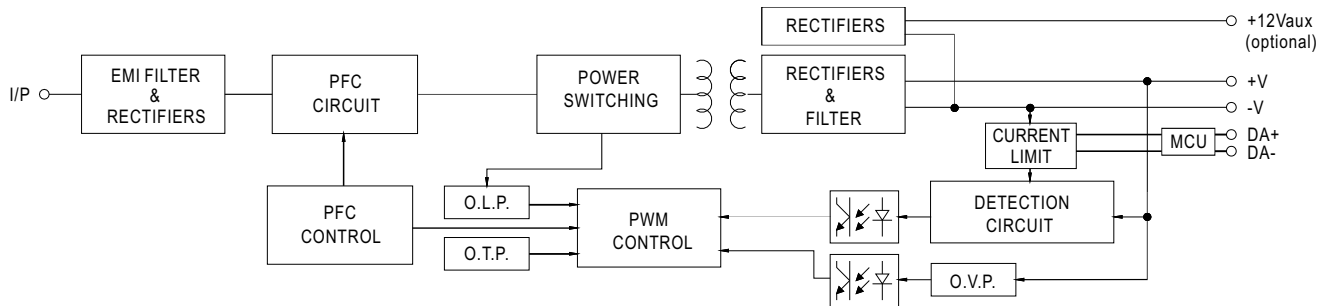 RECTIFIERS
+12Vaux
(optional)
I/P
EMI FILTER
&
RECTIFIERS
PFC
CIRCUIT
POWER
SWITCHING
RECTIFIERS
&
FILTER
+V
-V
CURRENT
LIMIT
MCU
DA+
DA-
PFC
CONTROL
O.L.P.
O.T.P.
PWM
CONTROL
DETECTION
CIRCUIT
O.V.P.